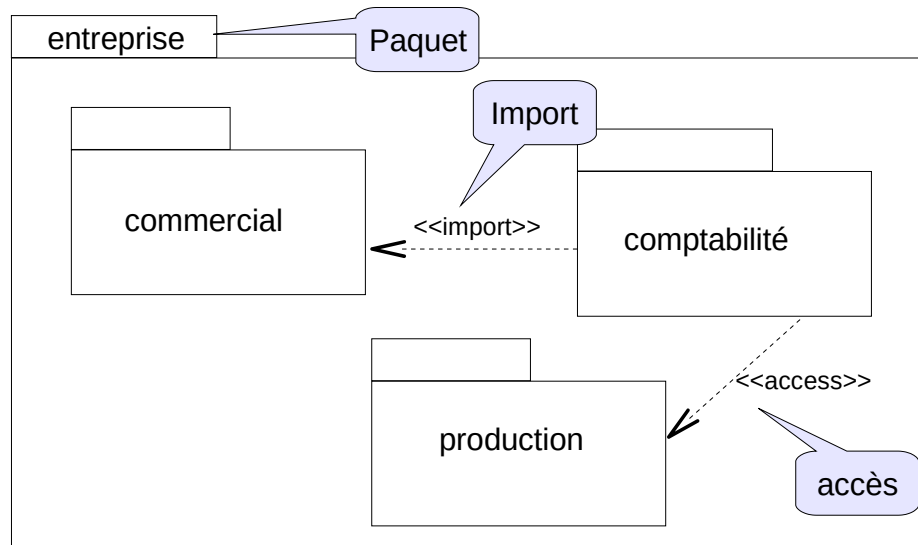 entreprise
Paquet
Import
commercial
<<import>>
comptabilité
<<access>>
production
accès